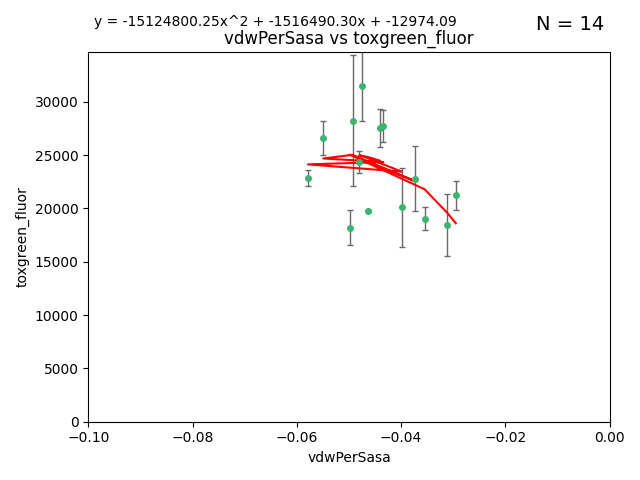 y = -15124800.25x^2 + -1516490.30x + -12974.09
N = 14
vdwPerSasa vs toxgreen_fluor
toxgreen_fluor
30000
25000
20000
15000
10000
5000
0
−0.10
−0.08
−0.06
−0.04
−0.02
0.00
vdwPerSasa